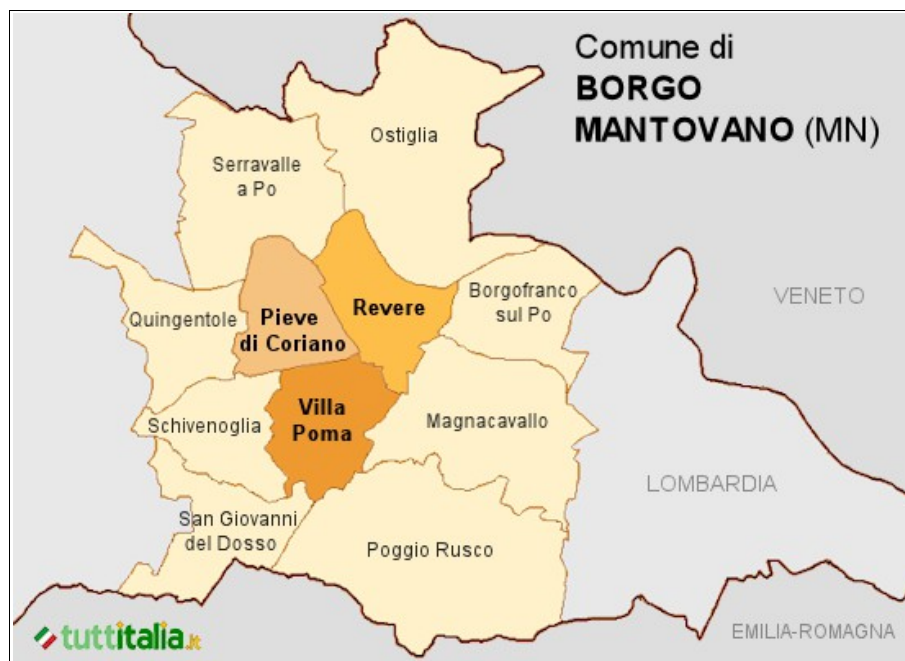 Comune di
BORGO
MANTOVANO (MN)
Ostiglia
Serravalle
a Po
VENETO
Borgofranco
sul Po
Revere
Quingentole
Pieve
di Coriano
Villa
Poma
Schivenoglia
Magnacavallo
LOMBARDIA
San Giovanni
del Dosso
Poggio Rusco
tuttitalia.it
EMILIA-ROMAGNA